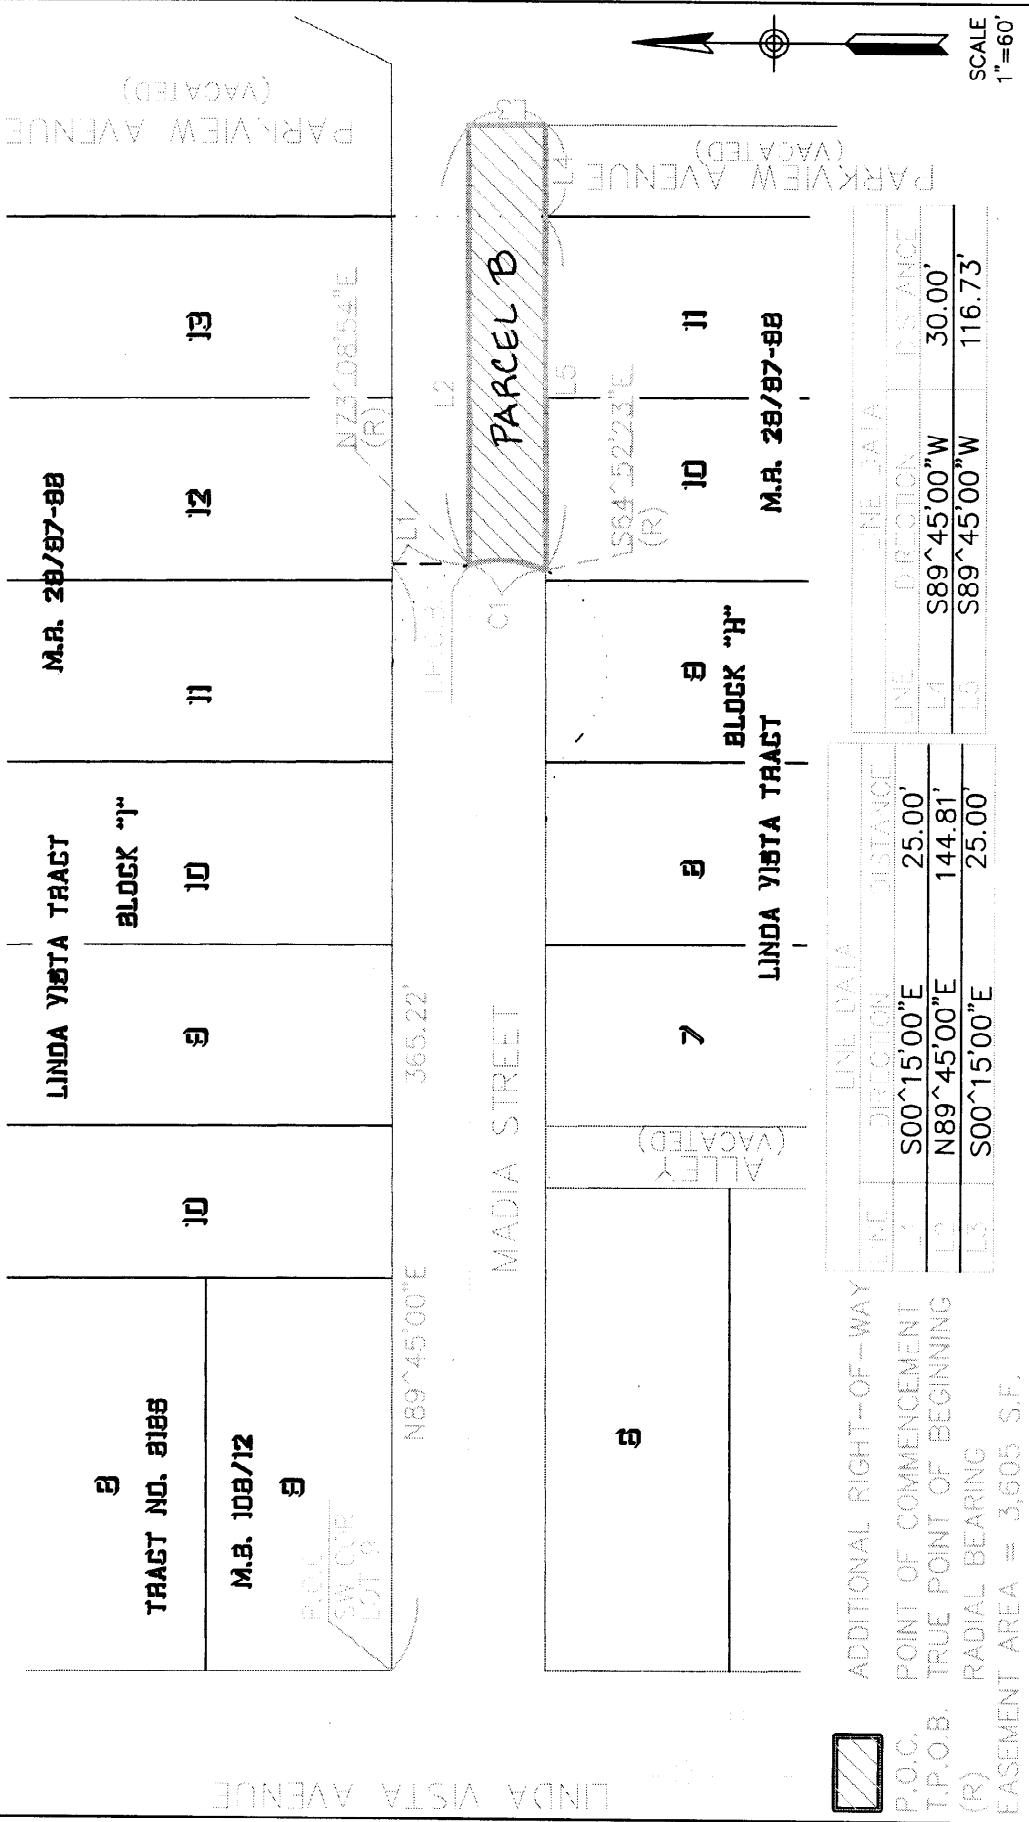 PARKVIEW AVENUE
(VACATED)
SCALE
1"=60'
M.R. 28/87-88
13
12
11
LINDA VISTA TRACT
BLOCK "I"
10
9
10
3
TRACT NO. 8188
M.B. 108/12
9
P.O.C.
SW COR
LOT 9
N89^45'00"E 365.22'
MADIA STREET
LINDA VISTA AVENUE
N73^08'54"E
(R)
L1
L2
L3
L4
L5
C1
T.P.O.B.
PARCEL B
S64^52'23"E
(R)
PARKVIEW AVENUE
(VACATED)
11
10
M.R. 28/87-88
9
BLOCK "H"
LINDA VISTA TRACT
8
7
ALLEY
(VACATED)
LINE DATA
LINE DIRECTION DISTANCE
L1 S00^15'00"E 25.00'
L2 N89^45'00"E 144.81'
L3 S00^15'00"E 25.00'
LINE DATA
LINE DIRECTION DISTANCE
L4 S89^45'00"W 30.00'
L5 S89^45'00"W 116.73'
ADDITIONAL RIGHT-OF-WAY
P.O.C. POINT OF COMMENCEMENT
T.P.O.B. TRUE POINT OF BEGINNING
(R) RADIAL BEARING
EASEMENT AREA = 3,605 S.F.